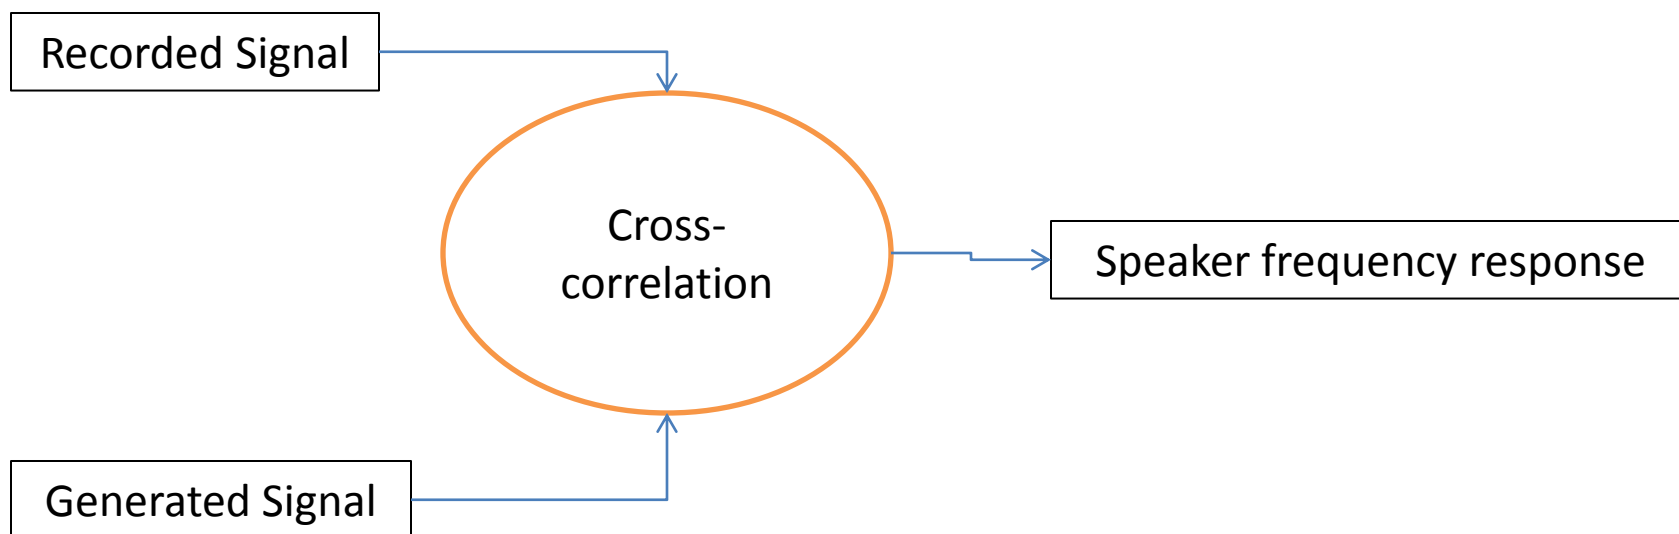 Recorded Signal
Cross-
correlation
Speaker frequency response
Generated Signal